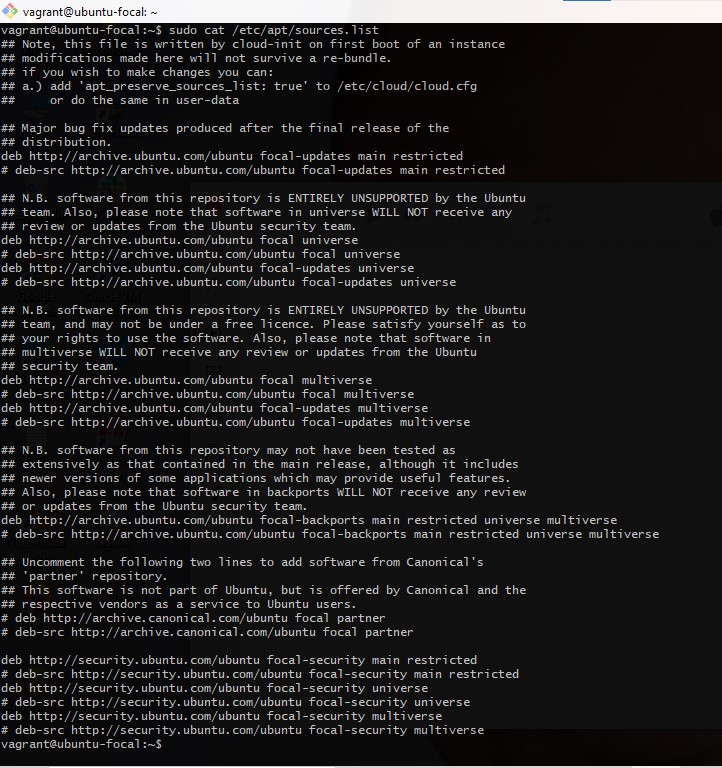 vagrant@ubuntu-focal: ~
vagrant@ubuntu-focal:~$ sudo cat /etc/apt/sources.list
## Note, this file is written by cloud-init on first boot of an instance
## modifications made here will not survive a re-bundle.
## if you wish to make changes you can:
## a.) add 'apt_preserve_sources_list: true' to /etc/cloud/cloud.cfg
##     or do the same in user-data

## Major bug fix updates produced after the final release of the
## distribution.
deb http://archive.ubuntu.com/ubuntu focal-updates main restricted
# deb-src http://archive.ubuntu.com/ubuntu focal-updates main restricted

## N.B. software from this repository is ENTIRELY UNSUPPORTED by the Ubuntu
## team. Also, please note that software in universe WILL NOT receive any
## review or updates from the Ubuntu security team.
deb http://archive.ubuntu.com/ubuntu focal universe
# deb-src http://archive.ubuntu.com/ubuntu focal universe
deb http://archive.ubuntu.com/ubuntu focal-updates universe
# deb-src http://archive.ubuntu.com/ubuntu focal-updates universe

## N.B. software from this repository is ENTIRELY UNSUPPORTED by the Ubuntu
## team, and may not be under a free licence. Please satisfy yourself as to
## your rights to use the software. Also, please note that software in
## multiverse WILL NOT receive any review or updates from the Ubuntu
## security team.
deb http://archive.ubuntu.com/ubuntu focal multiverse
# deb-src http://archive.ubuntu.com/ubuntu focal multiverse
deb http://archive.ubuntu.com/ubuntu focal-updates multiverse
# deb-src http://archive.ubuntu.com/ubuntu focal-updates multiverse

## N.B. software from this repository may not have been tested as
## extensively as that contained in the main release, although it includes
## newer versions of some applications which may provide useful features.
## Also, please note that software in backports WILL NOT receive any review
## or updates from the Ubuntu security team.
deb http://archive.ubuntu.com/ubuntu focal-backports main restricted universe multiverse
# deb-src http://archive.ubuntu.com/ubuntu focal-backports main restricted universe multiverse

## Uncomment the following two lines to add software from Canonical's
## 'partner' repository.
## This software is not part of Ubuntu, but is offered by Canonical and the
## respective vendors as a service to Ubuntu users.
# deb http://archive.canonical.com/ubuntu focal partner
# deb-src http://archive.canonical.com/ubuntu focal partner

deb http://security.ubuntu.com/ubuntu focal-security main restricted
# deb-src http://security.ubuntu.com/ubuntu focal-security main restricted
deb http://security.ubuntu.com/ubuntu focal-security universe
# deb-src http://security.ubuntu.com/ubuntu focal-security universe
deb http://security.ubuntu.com/ubuntu focal-security multiverse
# deb-src http://security.ubuntu.com/ubuntu focal-security multiverse
vagrant@ubuntu-focal:~$